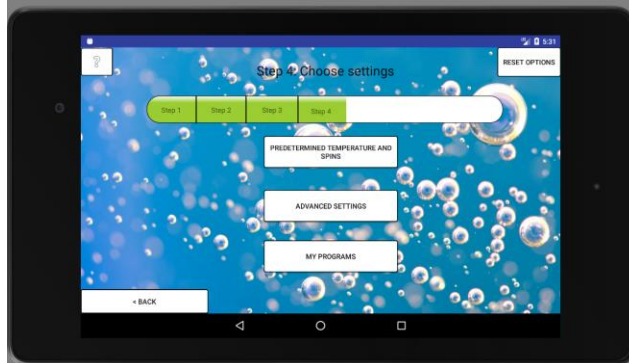 5:31
?
Step 4: Choose settings
RESET OPTIONS
Step 1
Step 2
Step 3
Step 4
PREDETERMINED TEMPERATURE AND
SPINS
ADVANCED SETTINGS
MY PROGRAMS
< BACK